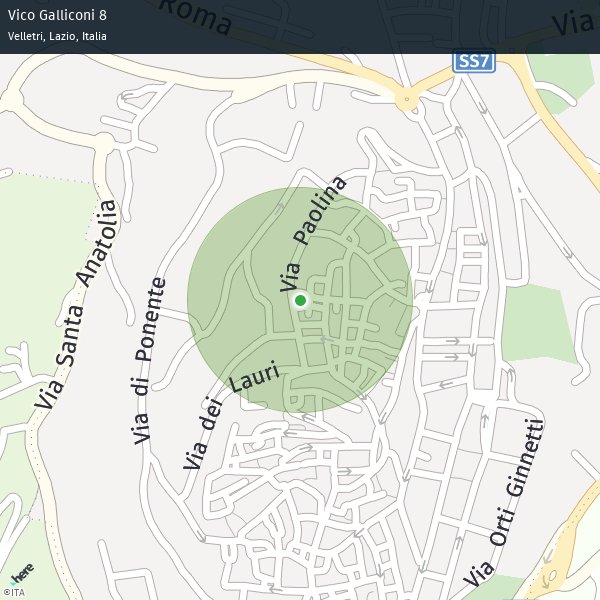 Vico Galliconi 8
Velletri, Lazio, Italia
Roma
Via
SS7
Via Paolina
Via Santa Anatolia
Via di Ponente
Via dei Lauri
Via Orti Ginnetti
here
©ITA